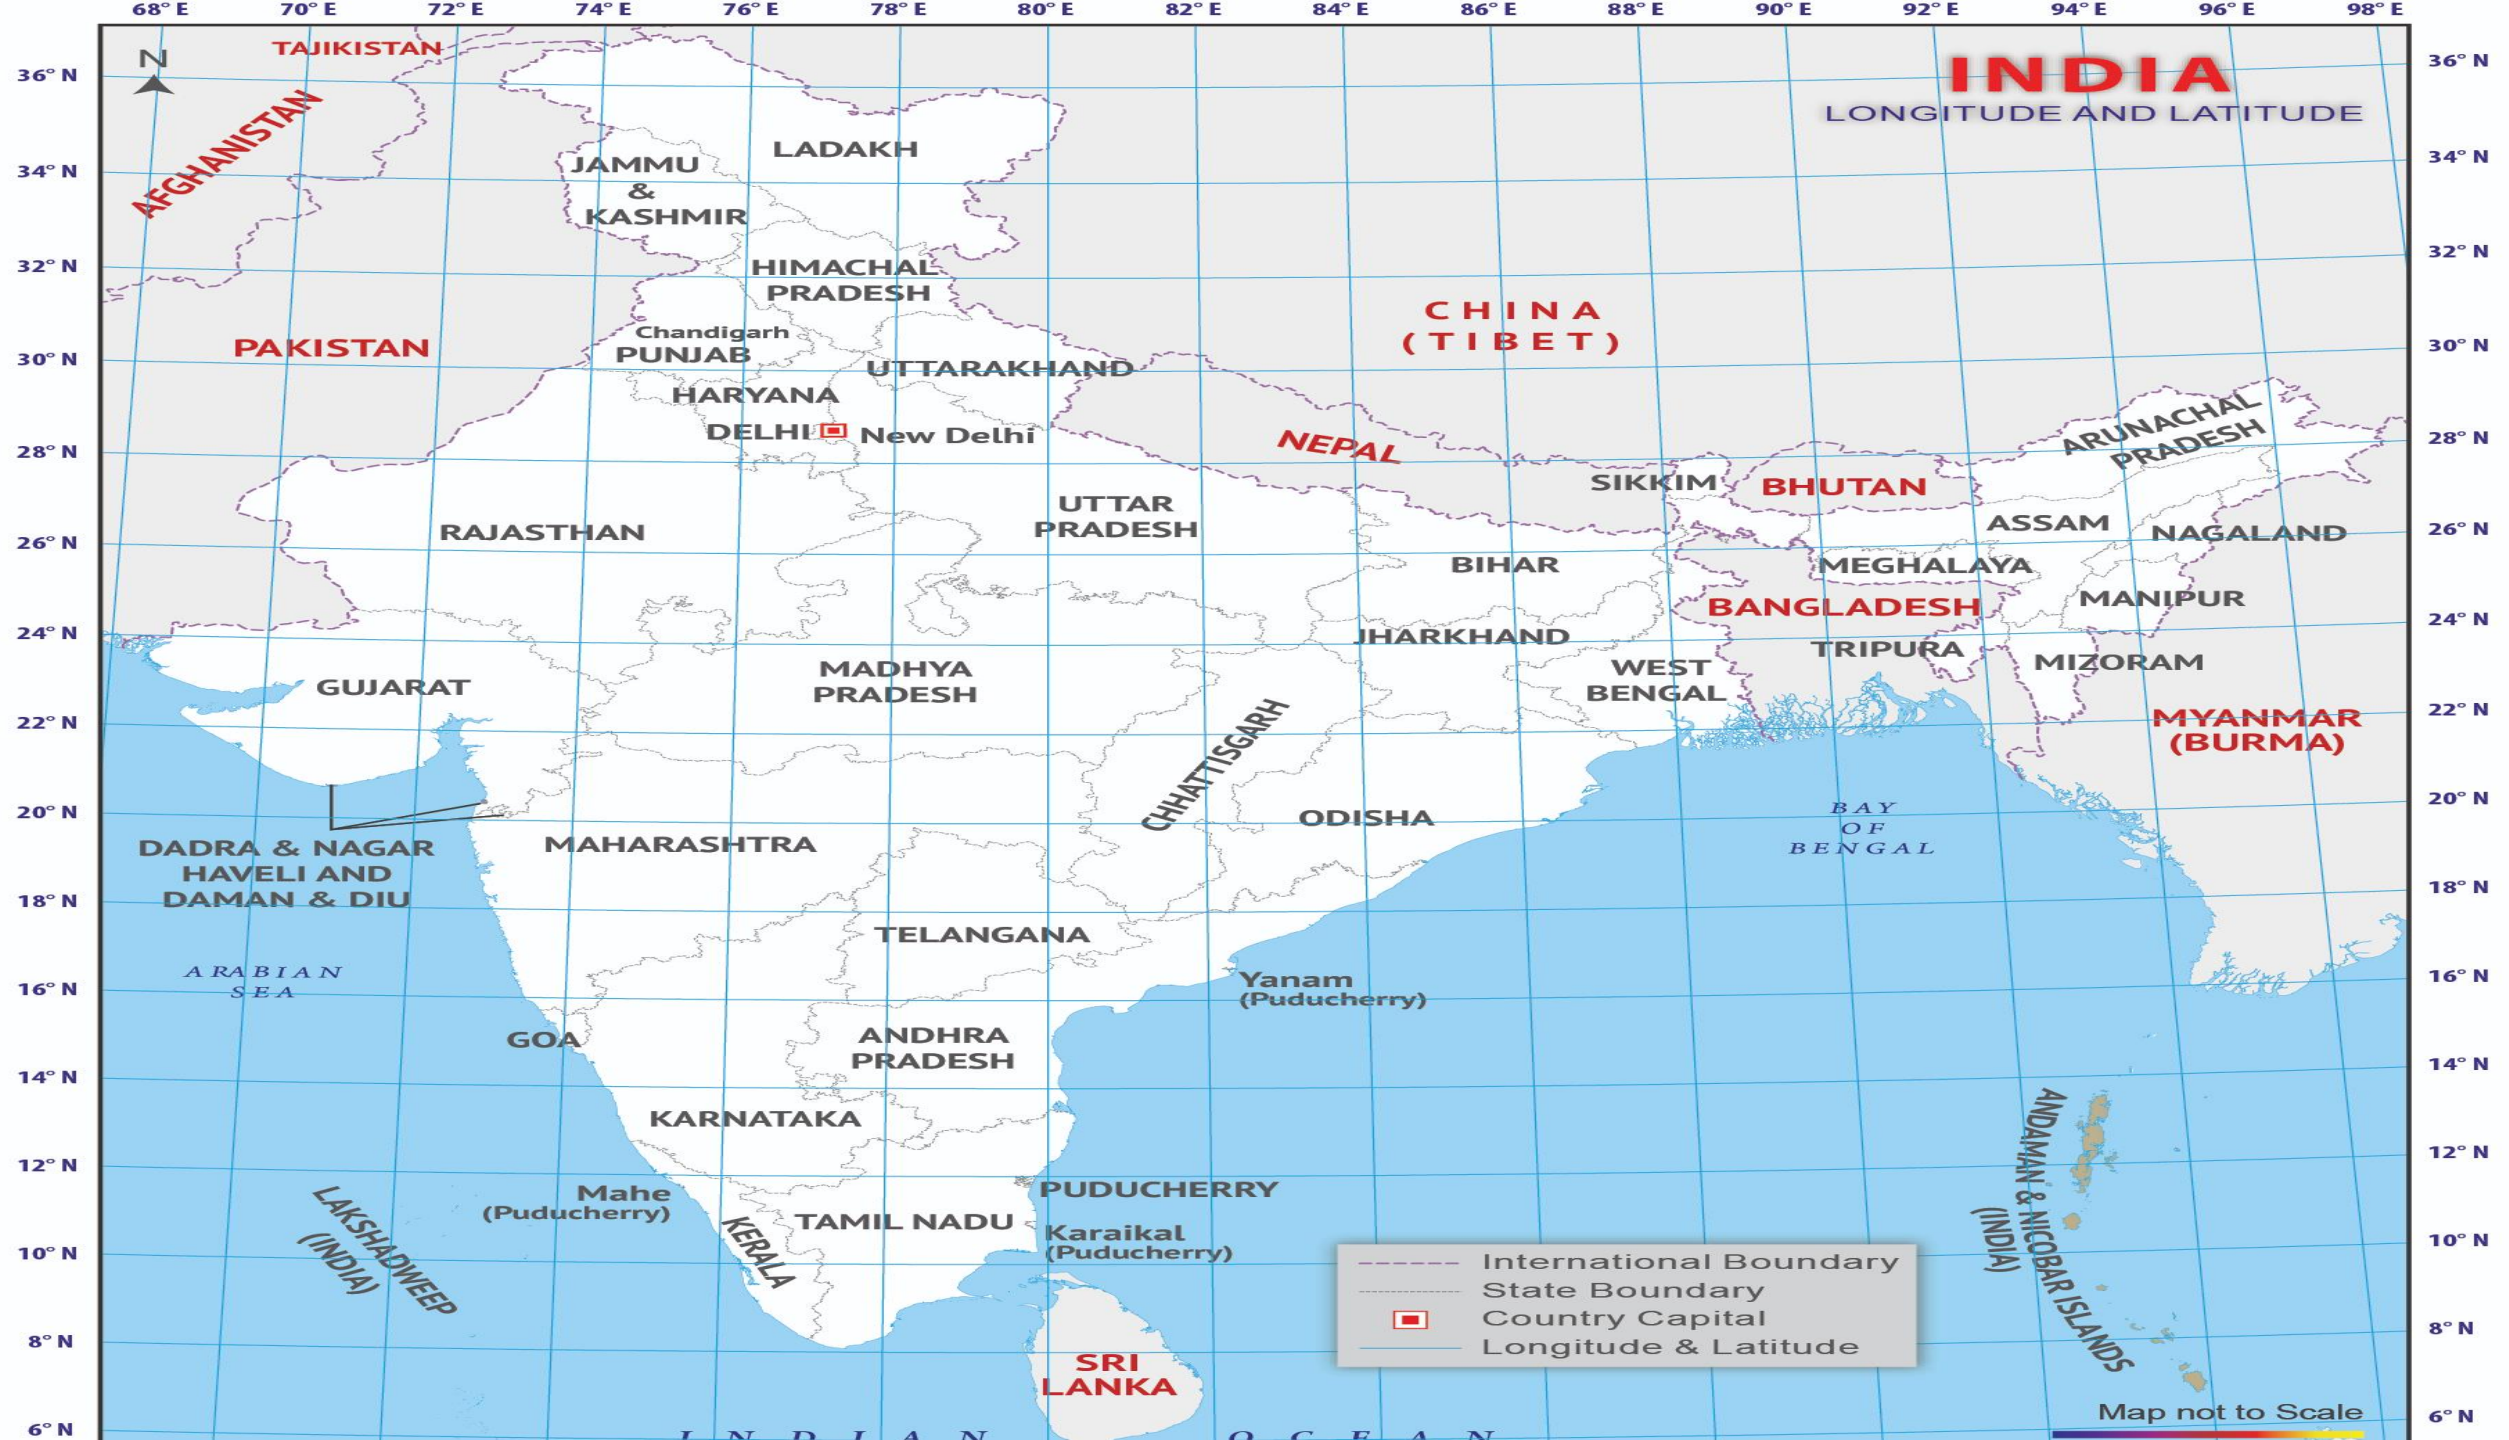 68° E 70° E 72° E 74° E 76° E 78° E 80° E 82° E 84° E 86° E 88° E 90° E 92° E 94° E 96° E 98° E
INDIA
LONGITUDE AND LATITUDE
N
36° N
34° N
32° N
30° N
28° N
26° N
24° N
22° N
20° N
18° N
16° N
14° N
12° N
10° N
8° N
6° N
TAJIKISTAN
AFGHANISTAN
PAKISTAN
LADAKH
JAMMU
&
KASHMIR
HIMACHAL
PRADESH
Chandigarh
PUNJAB
UTTARAKHAND
HARYANA
DELHI
New Delhi
CHINA
(TIBET)
NEPAL
SIKKIM
BHUTAN
ARUNACHAL
PRADESH
RAJASTHAN
UTTAR
PRADESH
BIHAR
ASSAM
NAGALAND
MEGHALAYA
BANGLADESH
MANIPUR
TRIPURA
MIZORAM
MYANMAR
(BURMA)
JHARKHAND
WEST
BENGAL
GUJARAT
MADHYA
PRADESH
CHHATTISGARH
ODISHA
MAHARASHTRA
DADRA & NAGAR
HAVELI AND
DAMAN & DIU
BAY
OF
BENGAL
TELANGANA
ARABIAN
SEA
Yanam
(Puducherry)
GOA
ANDHRA
PRADESH
KARNATAKA
Mahe
(Puducherry)
PUDUCHERRY
TAMIL NADU
Karaikal
(Puducherry)
KERALA
LAKSHADWEEP
(INDIA)
ANDAMAN & NICOBAR ISLANDS
(INDIA)
SRI
LANKA
International Boundary
State Boundary
Country Capital
Longitude & Latitude
Map not to Scale
INDIAN OCEAN
36° N
34° N
32° N
30° N
28° N
26° N
24° N
22° N
20° N
18° N
16° N
14° N
12° N
10° N
8° N
6° N